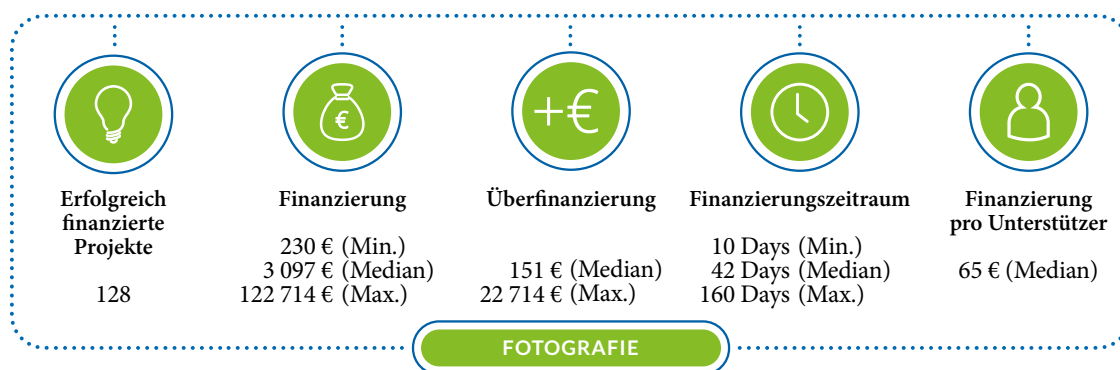 +€
€
Erfolgreich
finanzierte
Projekte
128
Finanzierung
230 € (Min.)
3 097 € (Median)
122 714 € (Max.)
Überfinanzierung
151 € (Median)
22 714 € (Max.)
Finanzierungszeitraum
10 Days (Min.)
42 Days (Median)
160 Days (Max.)
Finanzierung
pro Unterstützer
65 € (Median)
FOTOGRAFIE